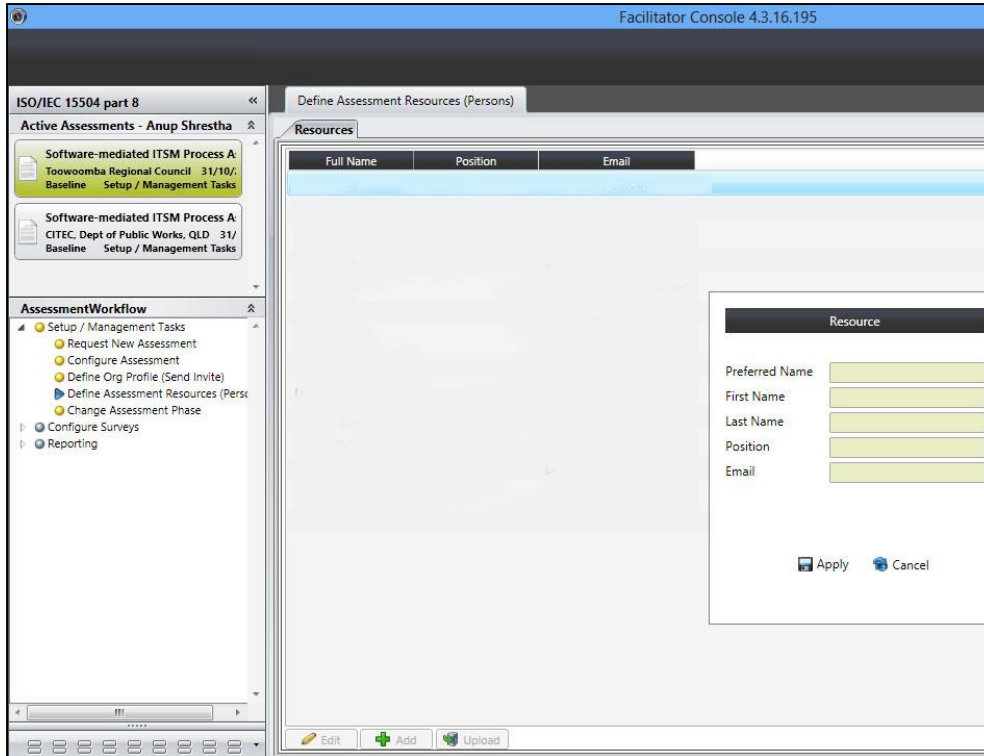 Facilitator Console 4.3.16.195
ISO/IEC 15504 part 8
Active Assessments - Anup Shrestha
Software-mediated ITSM Process A
Toowoomba Regional Council 31/10/
Baseline Setup / Management Tasks
Software-mediated ITSM Process A
CITEC, Dept of Public Works, QLD 31/
Baseline Setup / Management Tasks
AssessmentWorkflow
Setup / Management Tasks
Request New Assessment
Configure Assessment
Define Org Profile (Send Invite)
Define Assessment Resources (Persc
Change Assessment Phase
Configure Surveys
Reporting
Define Assessment Resources (Persons)
Resources
Full Name Position Email
Resource
Preferred Name
First Name
Last Name
Position
Email
Apply Cancel
Edit Add Upload